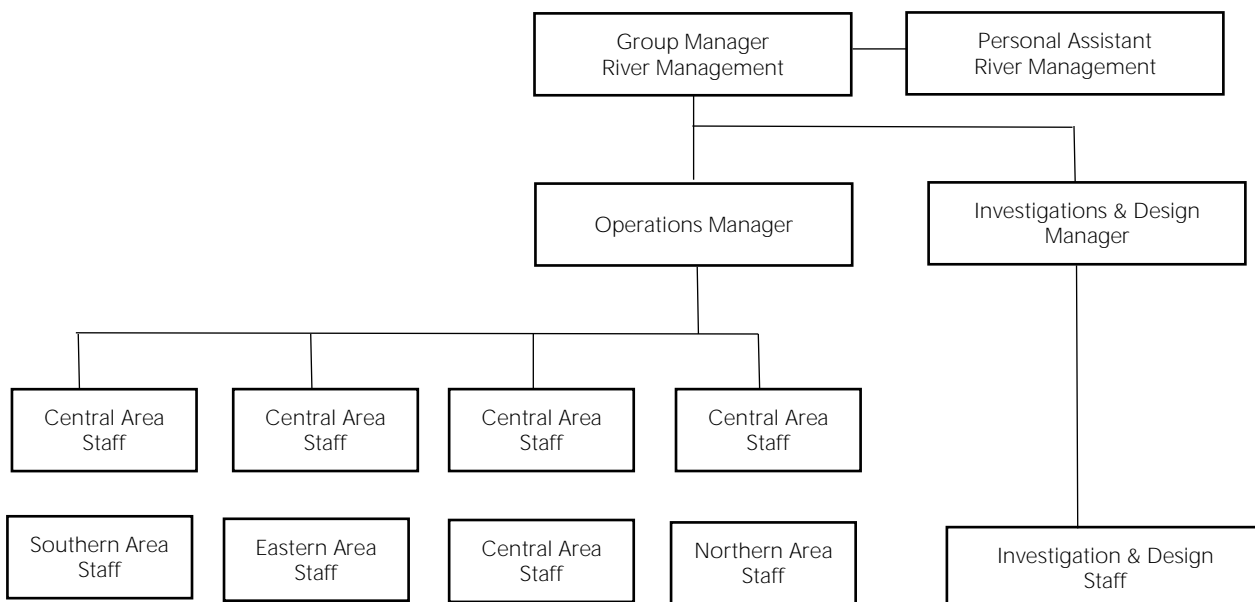 Group Manager
River Management
Personal Assistant
River Management
Operations Manager
Investigations & Design
Manager
Central Area
Staff
Central Area
Staff
Central Area
Staff
Central Area
Staff
Southern Area
Staff
Eastern Area
Staff
Central Area
Staff
Northern Area
Staff
Investigation & Design
Staff